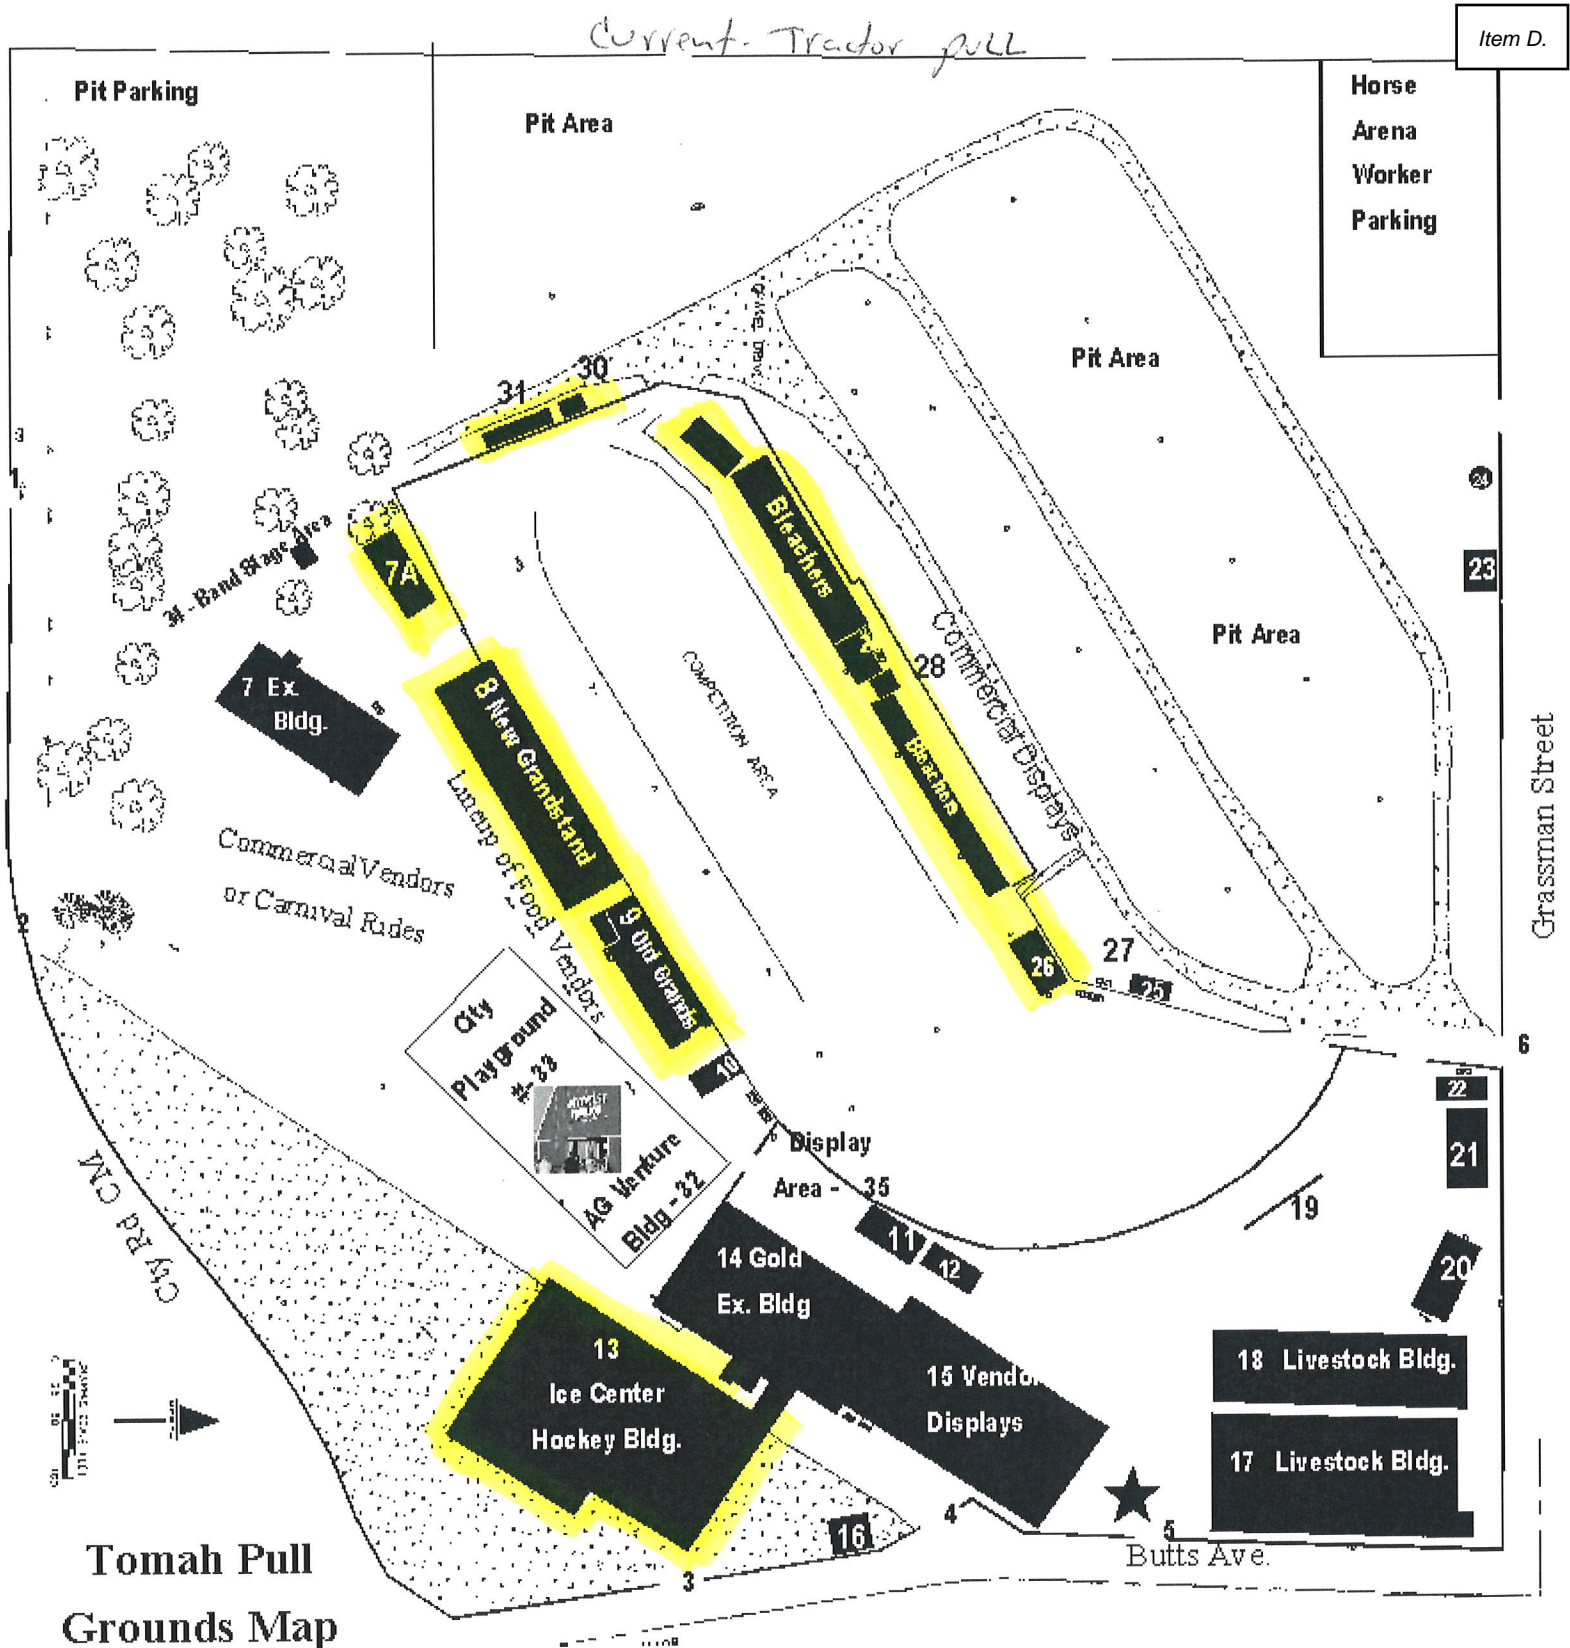 Current. Tractor pull
Item D.
Pit Parking
Pit Area
Horse
Arena
Worker
Parking
Pit Area
30
31
Bleachers
24
23
7A
34 - Band Stage Area
Pit Area
28
Commercial Displays
7 Ex.
Bldg.
8 New Grandstand
COMPETITION AREA
Bleachers
Grassman Street
Lineup of Food Vendors
Commercial Vendors
or Carnival Rides
9 Old Grands
26
27
25
2
City
Playground
#-33
6
10
22
AG Venture
Bldg - 32
Display
Area - 35
21
19
Cty Rd CM
11
12
20
14 Gold
Ex. Bldg
13
Ice Center
Hockey Bldg.
15 Vendor
Displays
18 Livestock Bldg.
17 Livestock Bldg.
4
5
16
Butts Ave.
3
Tomah Pull
Grounds Map